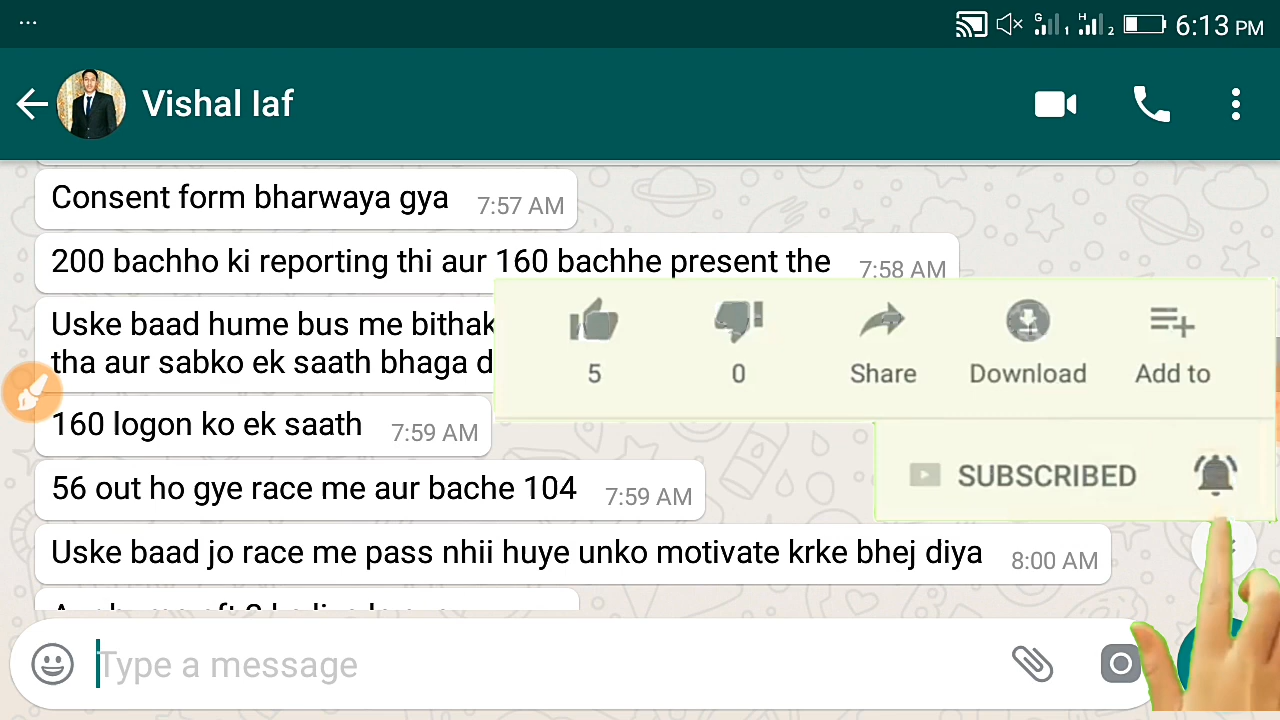 6:13 PM
Vishal Iaf
Consent form bharwaya gya 7:57 AM
200 bachho ki reporting thi aur 160 bachhe present the 7:58 AM
Uske baad hume bus me bithak
tha aur sabko ek saath bhaga d
160 logon ko ek saath 7:59 AM
56 out ho gye race me aur bache 104 7:59 AM
Uske baad jo race me pass nhii huye unko motivate krke bhej diya 8:00 AM
5 0 Share Download Add to
SUBSCRIBED
Type a message